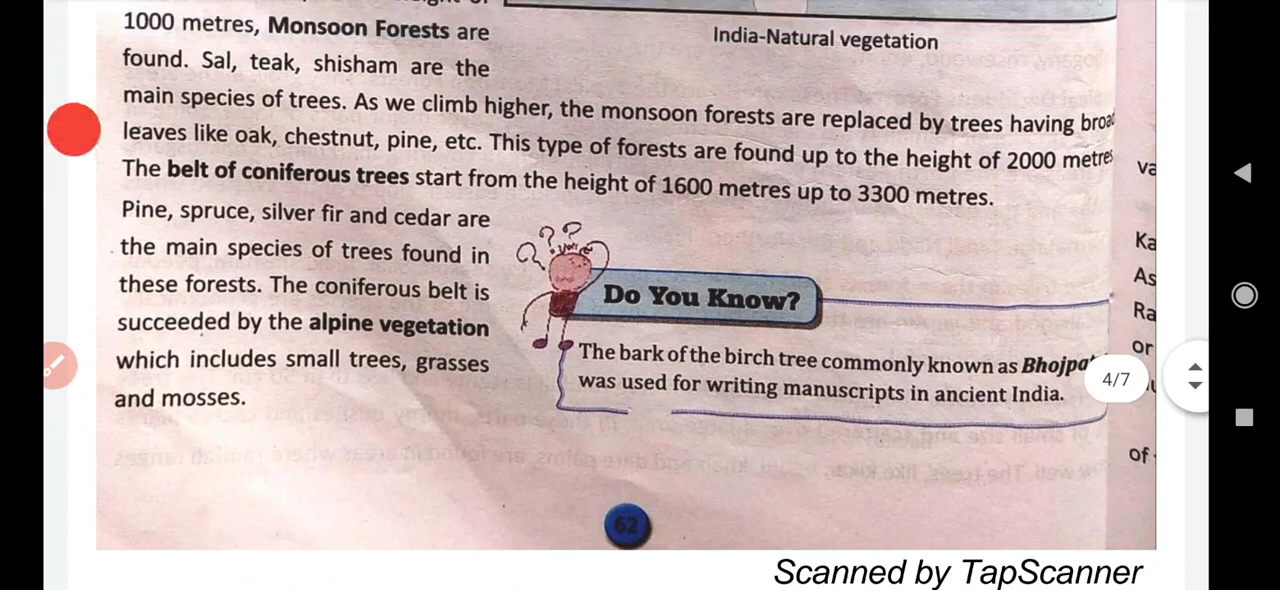 1000 metres, Monsoon Forests are
India-Natural vegetation
found. Sal, teak, shisham are the
main species of trees. As we climb higher, the monsoon forests are replaced by trees having broad
leaves like oak, chestnut, pine, etc. This type of forests are found up to the height of 2000 metres
The belt of coniferous trees start from the height of 1600 metres up to 3300 metres.
Pine, spruce, silver fir and cedar are
the main species of trees found in
these forests. The coniferous belt is
succeeded by the alpine vegetation
which includes small trees, grasses
and mosses.
Do You Know?
The bark of the birch tree commonly known as
was used for writing manuscripts in ancient India.
va
Ka
As
Ra
or
of
4/7
62
Scanned by TapScanner